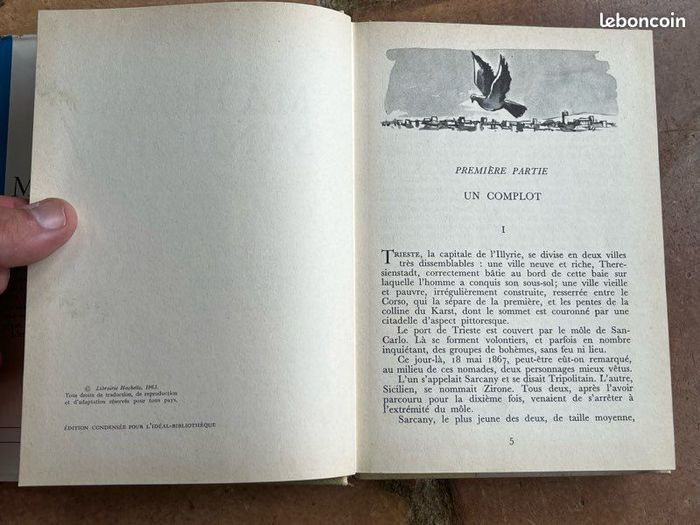 leboncoin
M
© Librairie Hachette, 1963.
Tous droits de traduction, de reproduction
et d'adaptation réservés pour tous pays.
ÉDITION CONDENSÉE POUR L'IDÉAL-BIBLIOTHÈQUE
PREMIÈRE PARTIE
UN COMPLOT
I
TRIESTE, la capitale de l'Illyrie, se divise en deux villes
très dissemblables : une ville neuve et riche, There-
sienstadt, correctement bâtie au bord de cette baie sur
laquelle l'homme a conquis son sous-sol; une ville vieille
et pauvre, irrégulièrement construite, resserrée entre le
Corso, qui la sépare de la première, et les pentes de la
colline du Karst, dont le sommet est couronné par une
citadelle d'aspect pittoresque.
Le port de Trieste est couvert par le môle de San-
Carlo. Là se forment volontiers, et parfois en nombre
inquiétant, des groupes de bohèmes, sans feu ni lieu.
Ce jour-là, 18 mai 1867, peut-être eût-on remarqué,
au milieu de ces nomades, deux personnages mieux vêtus.
L'un s'appelait Sarcany et se disait Tripolitain. L'autre,
Sicilien, se nommait Zirone. Tous deux, après l'avoir
parcouru pour la dixième fois, venaient de s'arrêter à
l'extrémité du môle.
Sarcany, le plus jeune des deux, de taille moyenne,
5